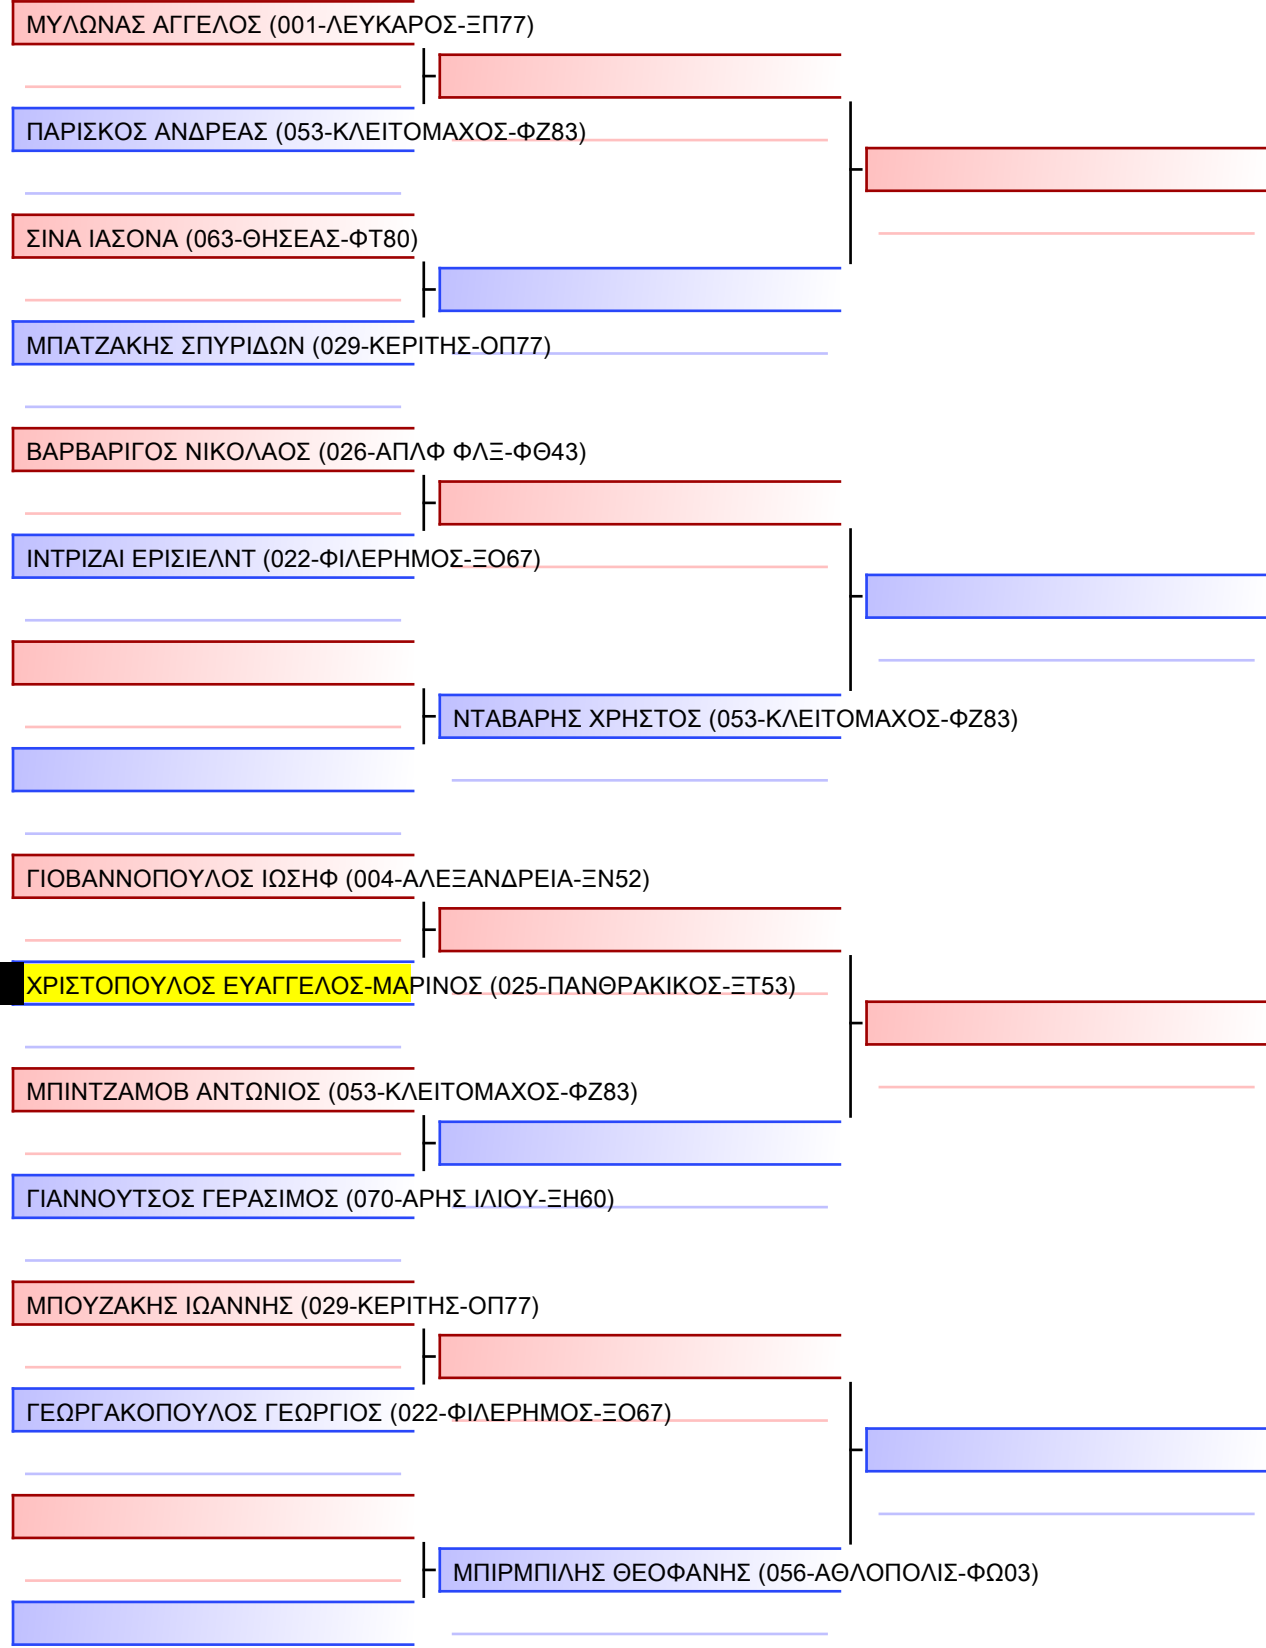 ΜΥΛΩΝΑΣ ΑΓΓΕΛΟΣ (001-ΛΕΥΚΑΡΟΣ-ΞΠ77)
ΠΑΡΙΣΚΟΣ ΑΝΔΡΕΑΣ (053-ΚΛΕΙΤΟΜΑΧΟΣ-ΦΖ83)
ΣΙΝΑ ΙΑΣΟΝΑ (063-ΘΗΣΕΑΣ-ΦΤ80)
ΜΠΑΤΖΑΚΗΣ ΣΠΥΡΙΔΩΝ (029-ΚΕΡΙΤΗΣ-ΟΠ77)
ΒΑΡΒΑΡΙΓΟΣ ΝΙΚΟΛΑΟΣ (026-ΑΠΛΦ ΦΛΞ-ΦΘ43)
ΙΝΤΡΙΖΑΙ ΕΡΙΣΙΕΛΝΤ (022-ΦΙΛΕΡΗΜΟΣ-ΞΟ67)
ΝΤΑΒΑΡΗΣ ΧΡΗΣΤΟΣ (053-ΚΛΕΙΤΟΜΑΧΟΣ-ΦΖ83)
ΓΙΟΒΑΝΝΟΠΟΥΛΟΣ ΙΩΣΗΦ (004-ΑΛΕΞΑΝΔΡΕΙΑ-ΞΝ52)
ΧΡΙΣΤΟΠΟΥΛΟΣ ΕΥΑΓΓΕΛΟΣ-ΜΑΡΙΝΟΣ (025-ΠΑΝΘΡΑΚΙΚΟΣ-ΞΤ53)
ΜΠΙΝΤΖΑΜΟΒ ΑΝΤΩΝΙΟΣ (053-ΚΛΕΙΤΟΜΑΧΟΣ-ΦΖ83)
ΓΙΑΝΝΟΥΤΣΟΣ ΓΕΡΑΣΙΜΟΣ (070-ΑΡΗΣ ΙΛΙΟΥ-ΞΗ60)
ΜΠΟΥΖΑΚΗΣ ΙΩΑΝΝΗΣ (029-ΚΕΡΙΤΗΣ-ΟΠ77)
ΓΕΩΡΓΑΚΟΠΟΥΛΟΣ ΓΕΩΡΓΙΟΣ (022-ΦΙΛΕΡΗΜΟΣ-ΞΟ67)
ΜΠΙΡΜΠΙΛΗΣ ΘΕΟΦΑΝΗΣ (056-ΑΘΛΟΠΟΛΙΣ-ΦΩ03)